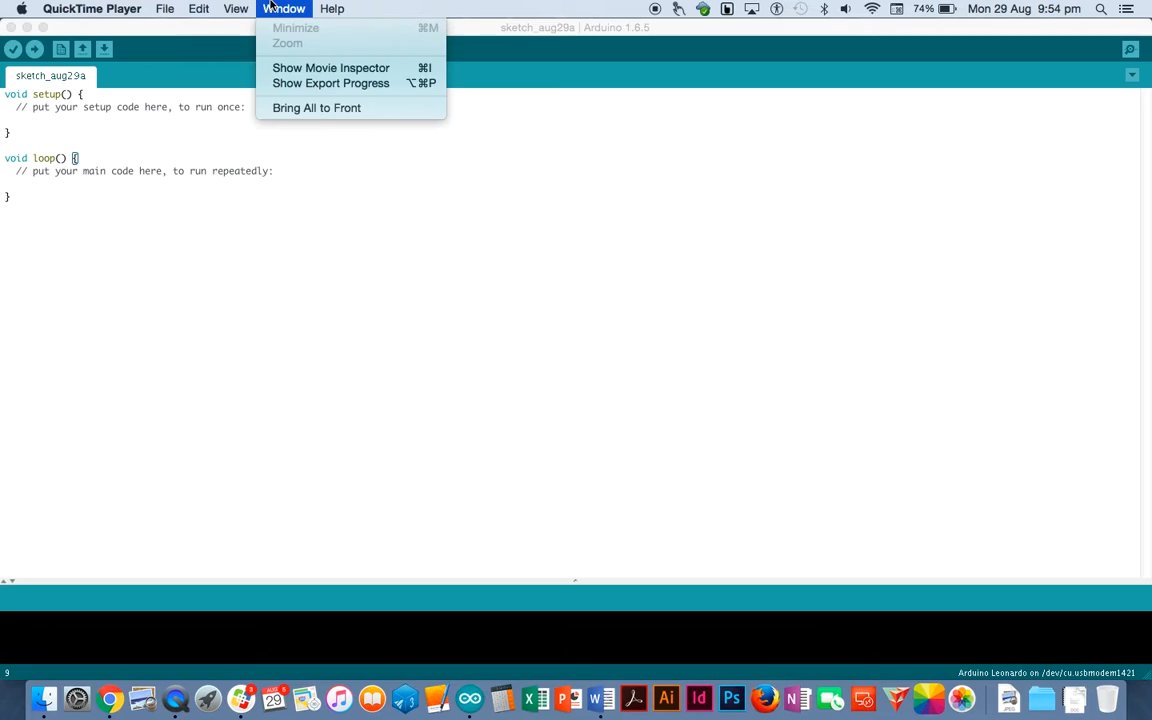 QuickTime Player File Edit View Window Help 74% Mon 29 Aug 9:54 pm
Minimize ⌘M
Zoom
Show Movie Inspector ⌘I
Show Export Progress ⌥⌘P
Bring All to Front
sketch_aug29a | Arduino 1.6.5
sketch_aug29a
void setup() {
// put your setup code here, to run once:
}
void loop() {
// put your main code here, to run repeatedly:
}
9 Arduino Leonardo on /dev/cu.usbmodem1421